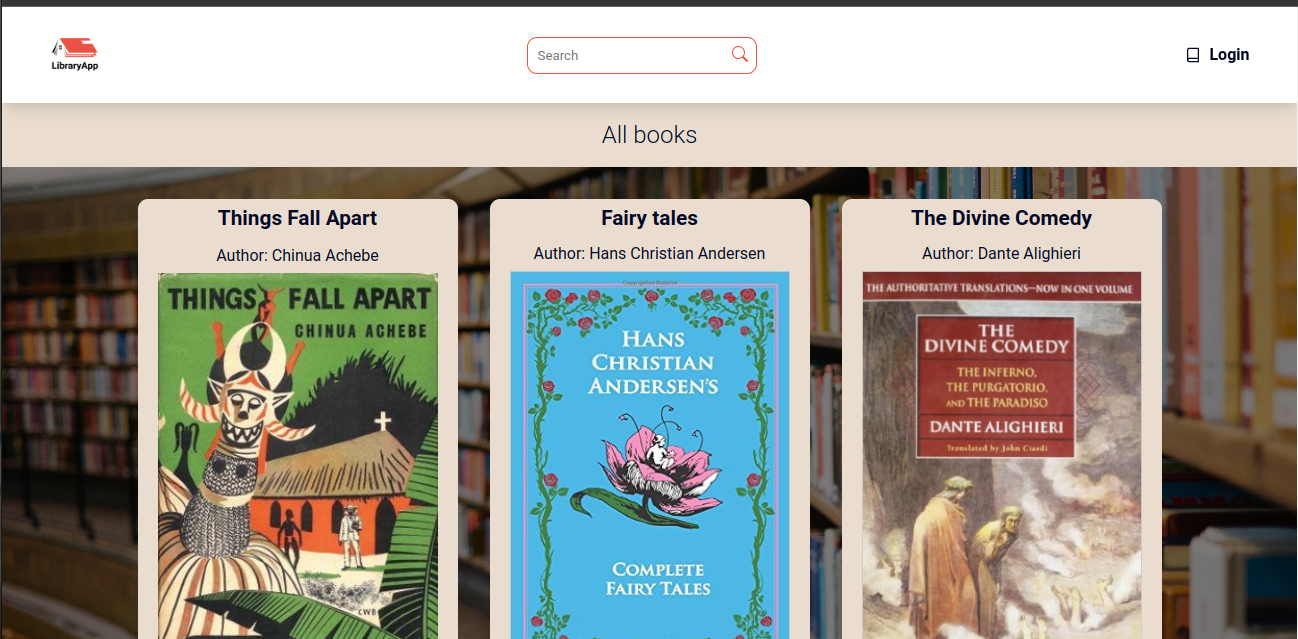 LibraryApp
Search
Login
All books
Things Fall Apart
Author: Chinua Achebe
THINGS FALL APART
CHINUA ACHEBE
CWB
Fairy tales
Author: Hans Christian Andersen
Copyrighted Material
HANS
CHRISTIAN
ANDERSEN'S
COMPLETE
FAIRY TALES
The Divine Comedy
Author: Dante Alighieri
THE AUTHORITATIVE TRANSLATIONS—NOW IN ONE VOLUME
THE
DIVINE COMEDY
THE INFERNO,
THE PURGATORIO,
AND THE PARADISO
DANTE ALIGHIERI
Translated by John Ciardi